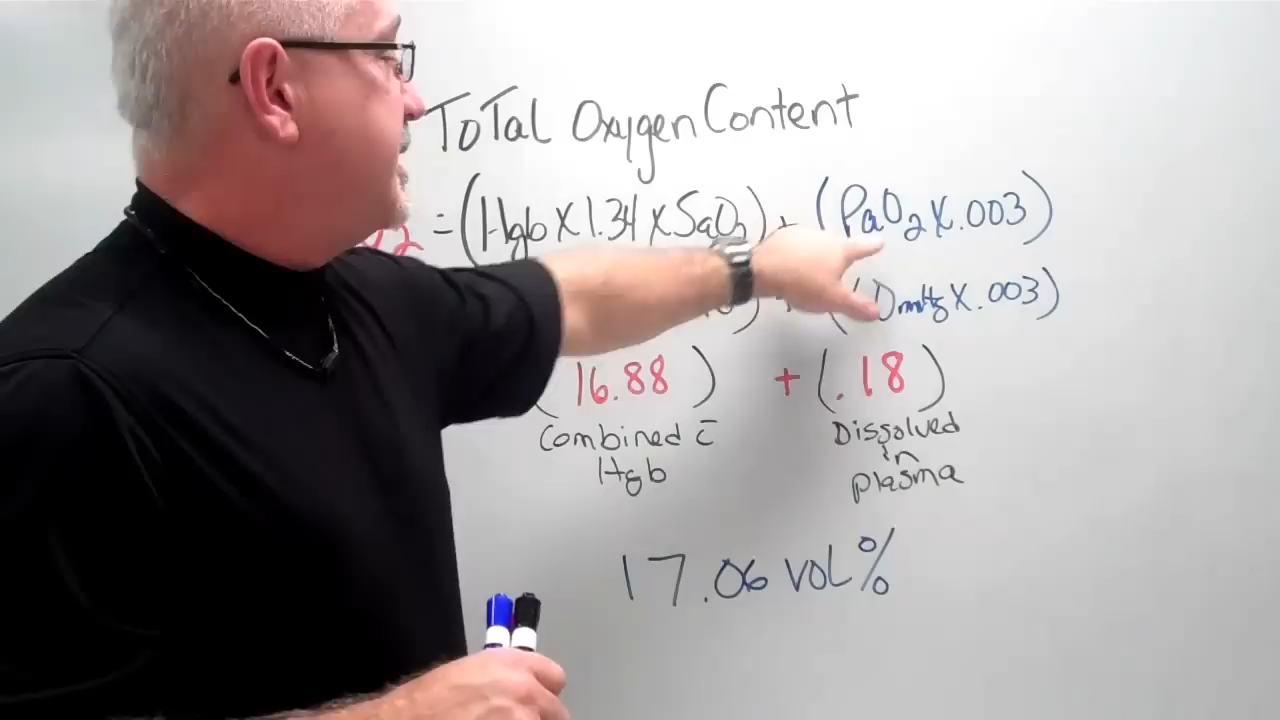 ToTal Oxygen Content
= (Hgb X 1.34 x SaO2) + (PaO2 X .003)
mmHg X .003)
( 16.88 ) + ( .18 )
Combined c̄ Hgb
Dissolved in plasma
17.06 vol%